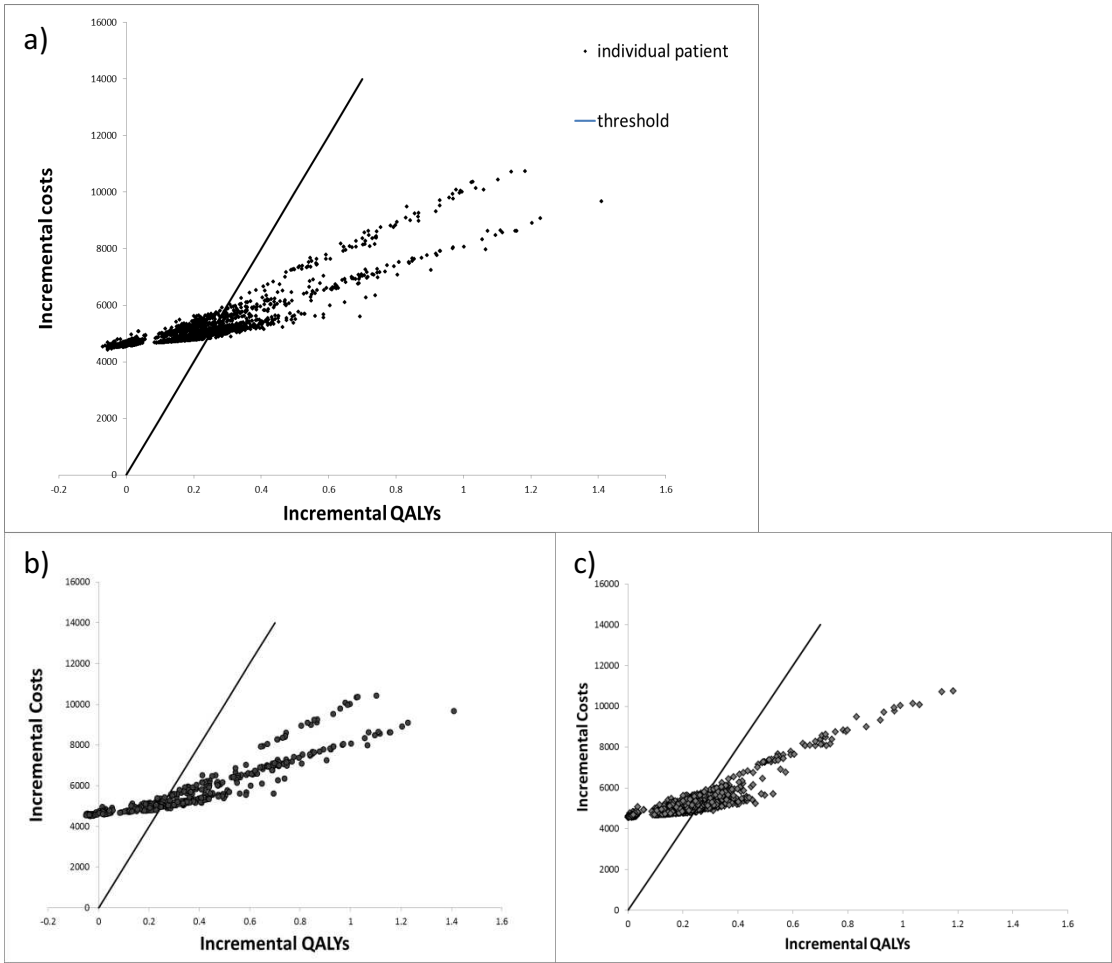 a)
16000
14000
12000
10000
8000
6000
4000
2000
0
-0.2 0 0.2 0.4 0.6 0.8 1 1.2 1.4 1.6
Incremental costs
Incremental QALYs
individual patient
threshold
b)
16000
14000
12000
10000
8000
6000
4000
2000
0
-0.2 0 0.2 0.4 0.6 0.8 1 1.2 1.4 1.6
Incremental Costs
Incremental QALYs
c)
16000
14000
12000
10000
8000
6000
4000
2000
0
0 0.2 0.4 0.6 0.8 1 1.2 1.4 1.6
Incremental Costs
Incremental QALYs